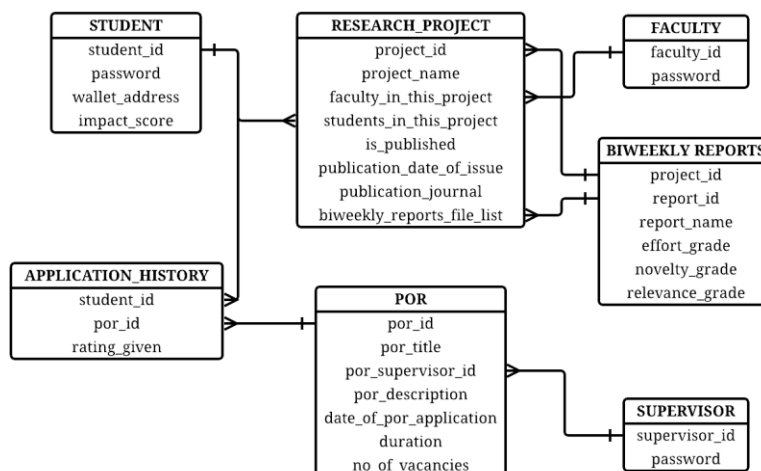 STUDENT
student_id
password
wallet_address
impact_score
RESEARCH_PROJECT
project_id
project_name
faculty_in_this_project
students_in_this_project
is_published
publication_date_of_issue
publication_journal
biweekly_reports_file_list
FACULTY
faculty_id
password
BIWEEKLY REPORTS
project_id
report_id
report_name
effort_grade
novelty_grade
relevance_grade
APPLICATION_HISTORY
student_id
por_id
rating_given
POR
por_id
por_title
por_supervisor_id
por_description
date_of_por_application
duration
no_of_vacancies
SUPERVISOR
supervisor_id
password